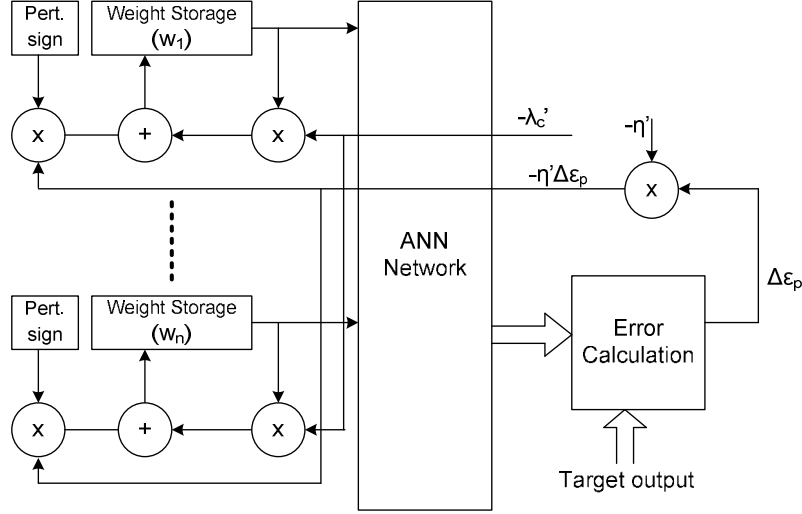 Pert.
sign
Weight Storage
(w₁)
x
+
x
-λc’
-η’
-η’Δεp
x
ANN
Network
Δεp
Pert.
sign
Weight Storage
(wₙ)
Error
Calculation
x
+
x
Target output